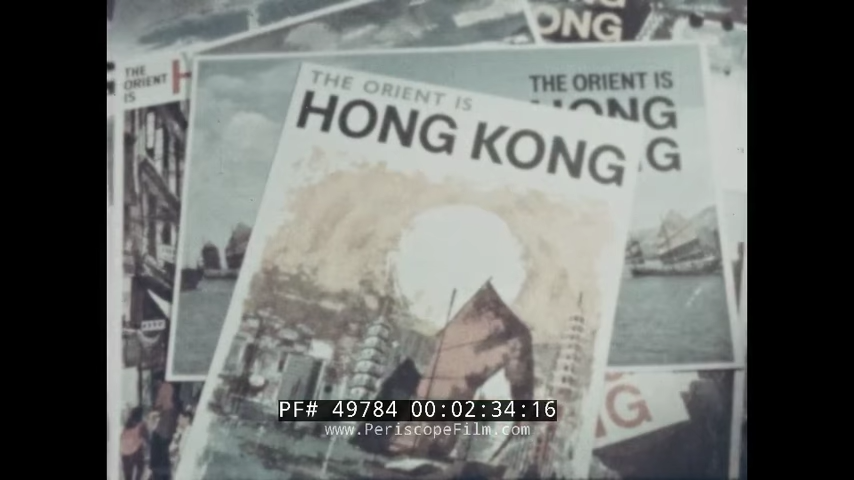 ONG
THE
ORIENT
IS
H
THE ORIENT IS
HONG KONG
THE ORIENT IS
HONG
G
G
PF# 49784 00:02:34:16
www.PeriscopeFilm.com